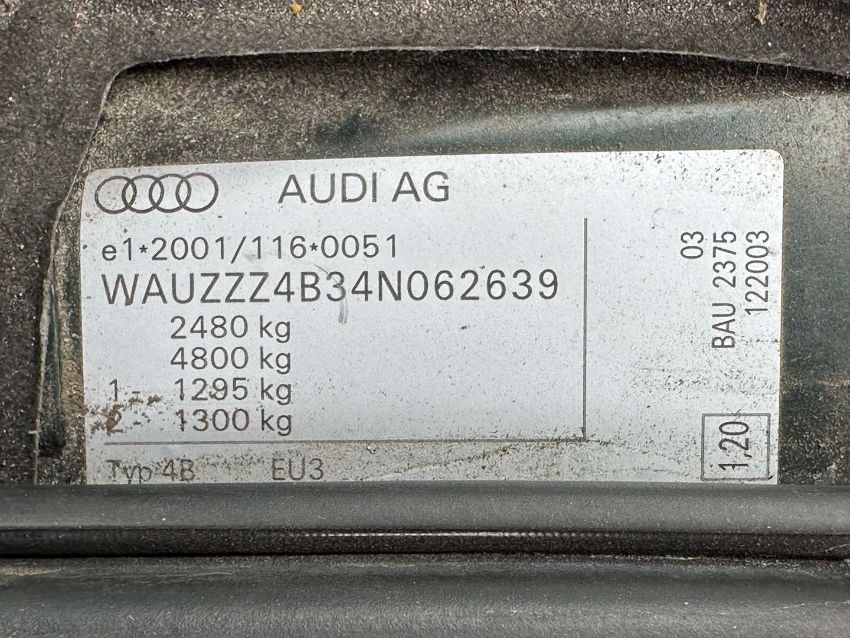 AUDI AG
e1*2001/116*0051
WAUZZZ4B34N062639
2480 kg
4800 kg
1- 1295 kg
2- 1300 kg
Typ 4B EU3
03
BAU 2375
122003
1,20